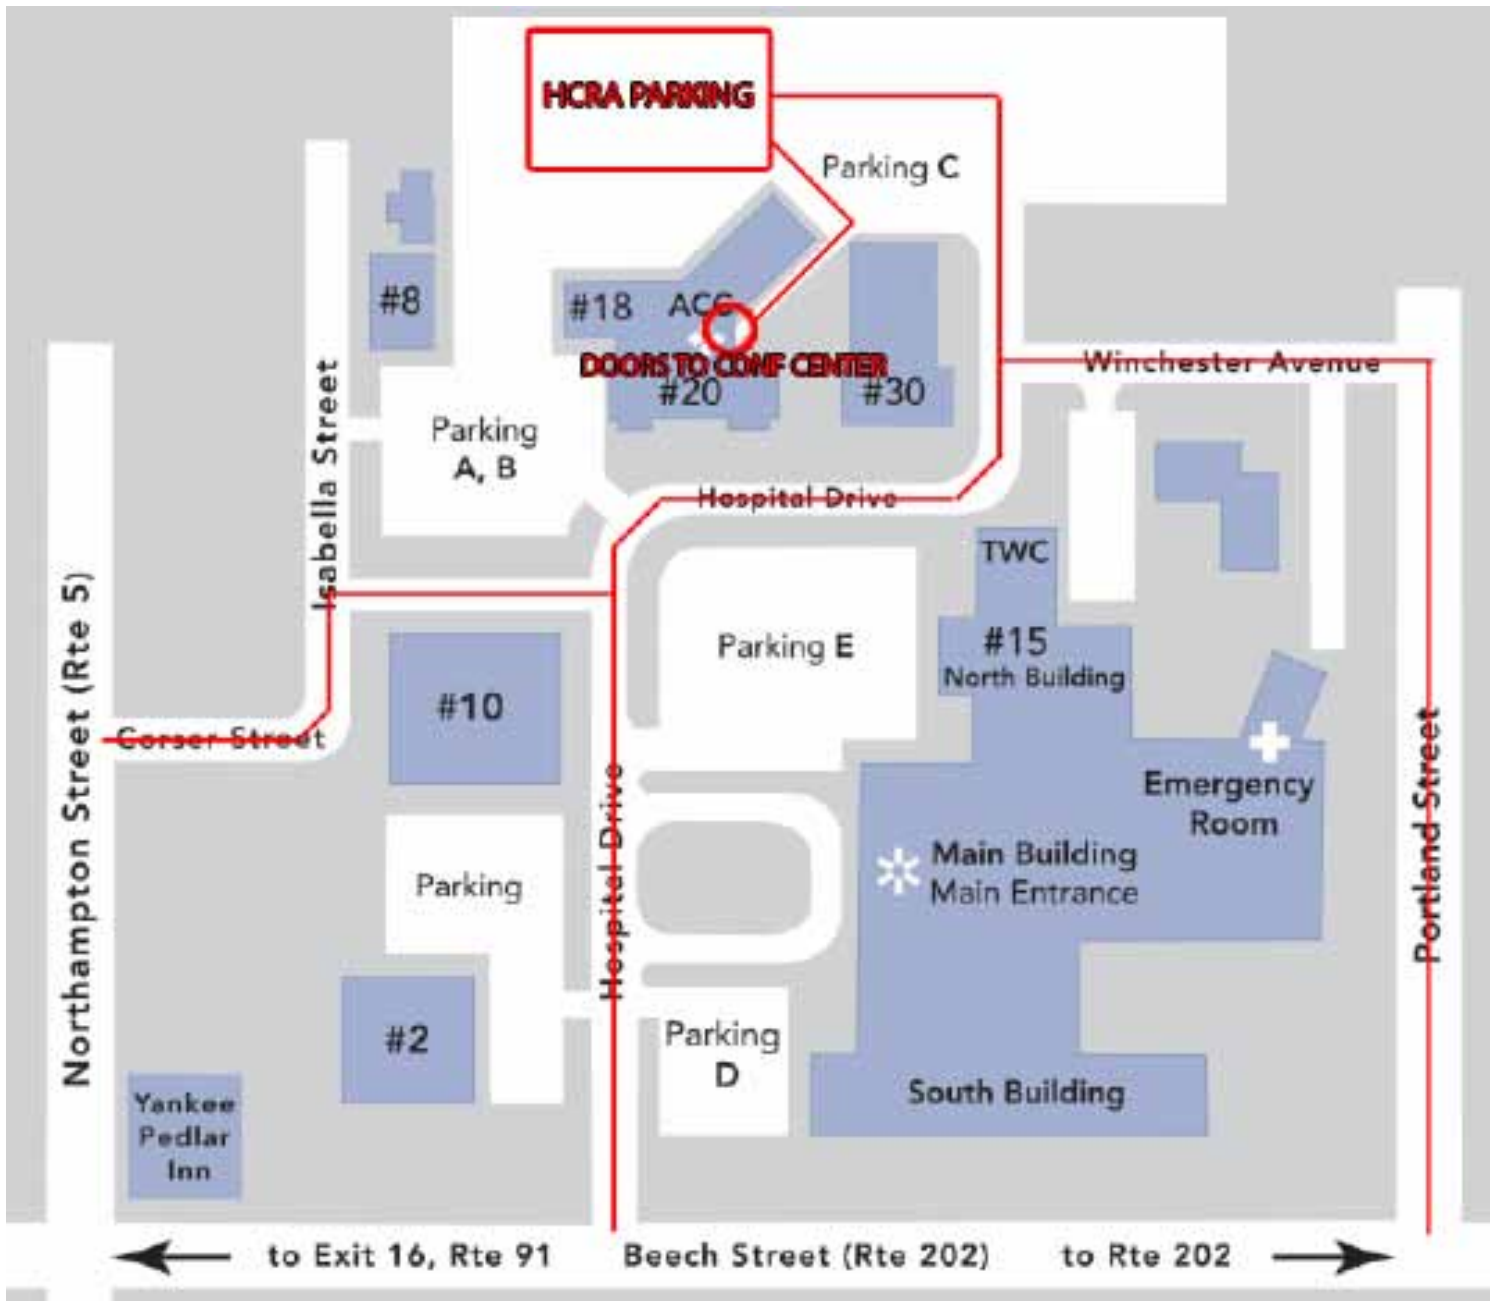 HCRA PARKING
Parking C
#8
#18
ACC
DOORS TO CONF CENTER
#20
#30
Winchester Avenue
Isabella Street
Parking
A, B
Hospital Drive
TWC
#15
North Building
Parking E
#10
Corser Street
Northampton Street (Rte 5)
Hospital Drive
Emergency
Room
Main Building
Main Entrance
Portland Street
Parking
#2
Parking
D
South Building
Yankee
Pedlar
Inn
to Exit 16, Rte 91
Beech Street (Rte 202)
to Rte 202